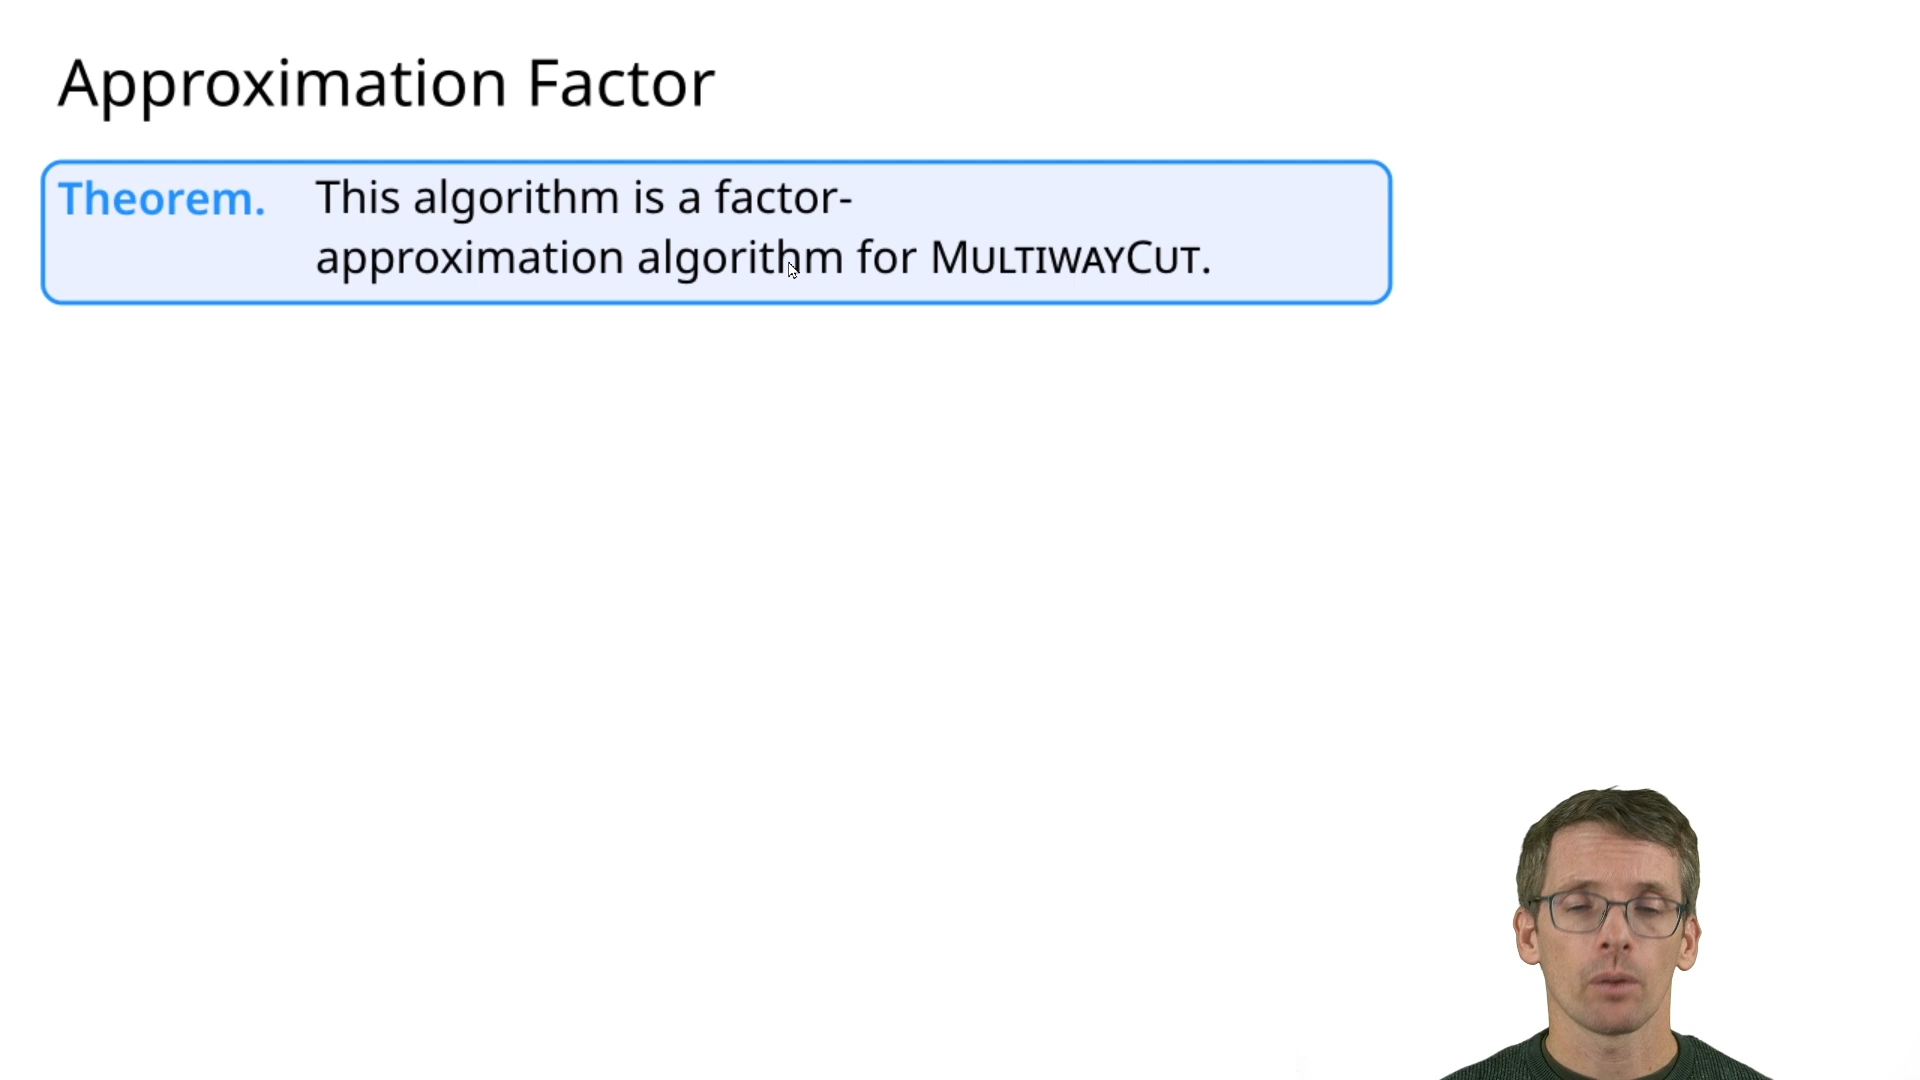 Approximation Factor
Theorem. This algorithm is a factor-
approximation algorithm for MULTIWAYCUT.